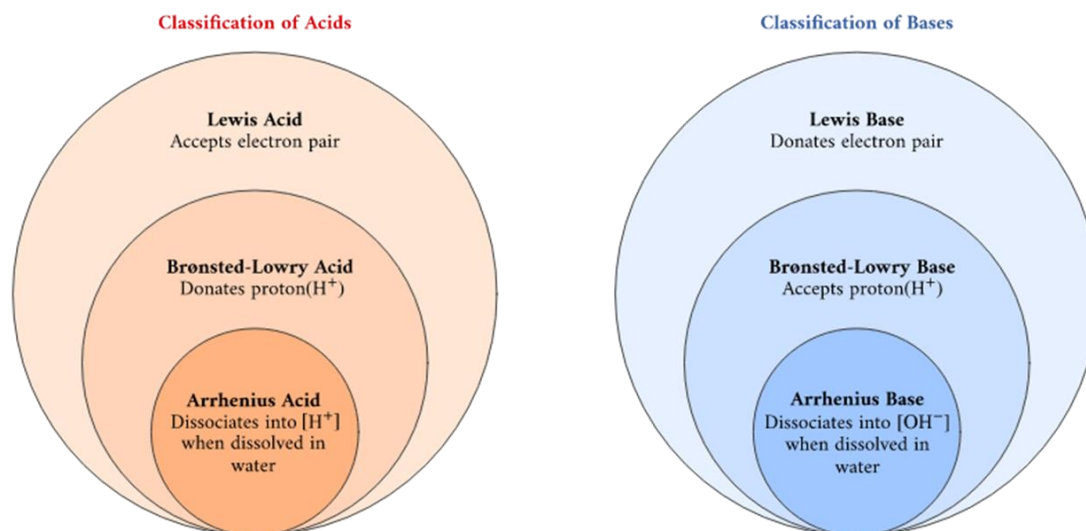 Classification of Acids
Lewis Acid
Accepts electron pair
Brønsted-Lowry Acid
Donates proton(H⁺)
Arrhenius Acid
Dissociates into [H⁺]
when dissolved in
water
Classification of Bases
Lewis Base
Donates electron pair
Brønsted-Lowry Base
Accepts proton(H⁺)
Arrhenius Base
Dissociates into [OH⁻]
when dissolved in
water